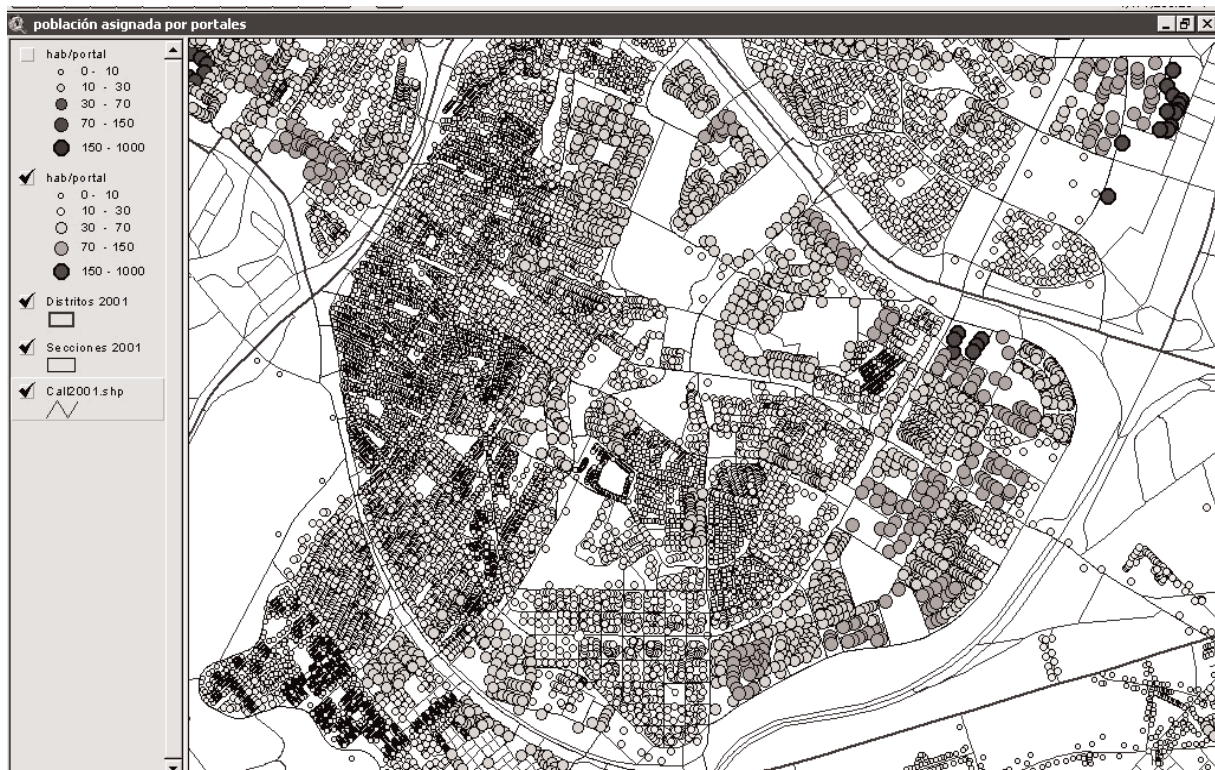 población asignada por portales
hab/portal
0 - 10
10 - 30
30 - 70
70 - 150
150 - 1000
hab/portal
0 - 10
10 - 30
30 - 70
70 - 150
150 - 1000
Distritos 2001
Secciones 2001
Call2001.shp